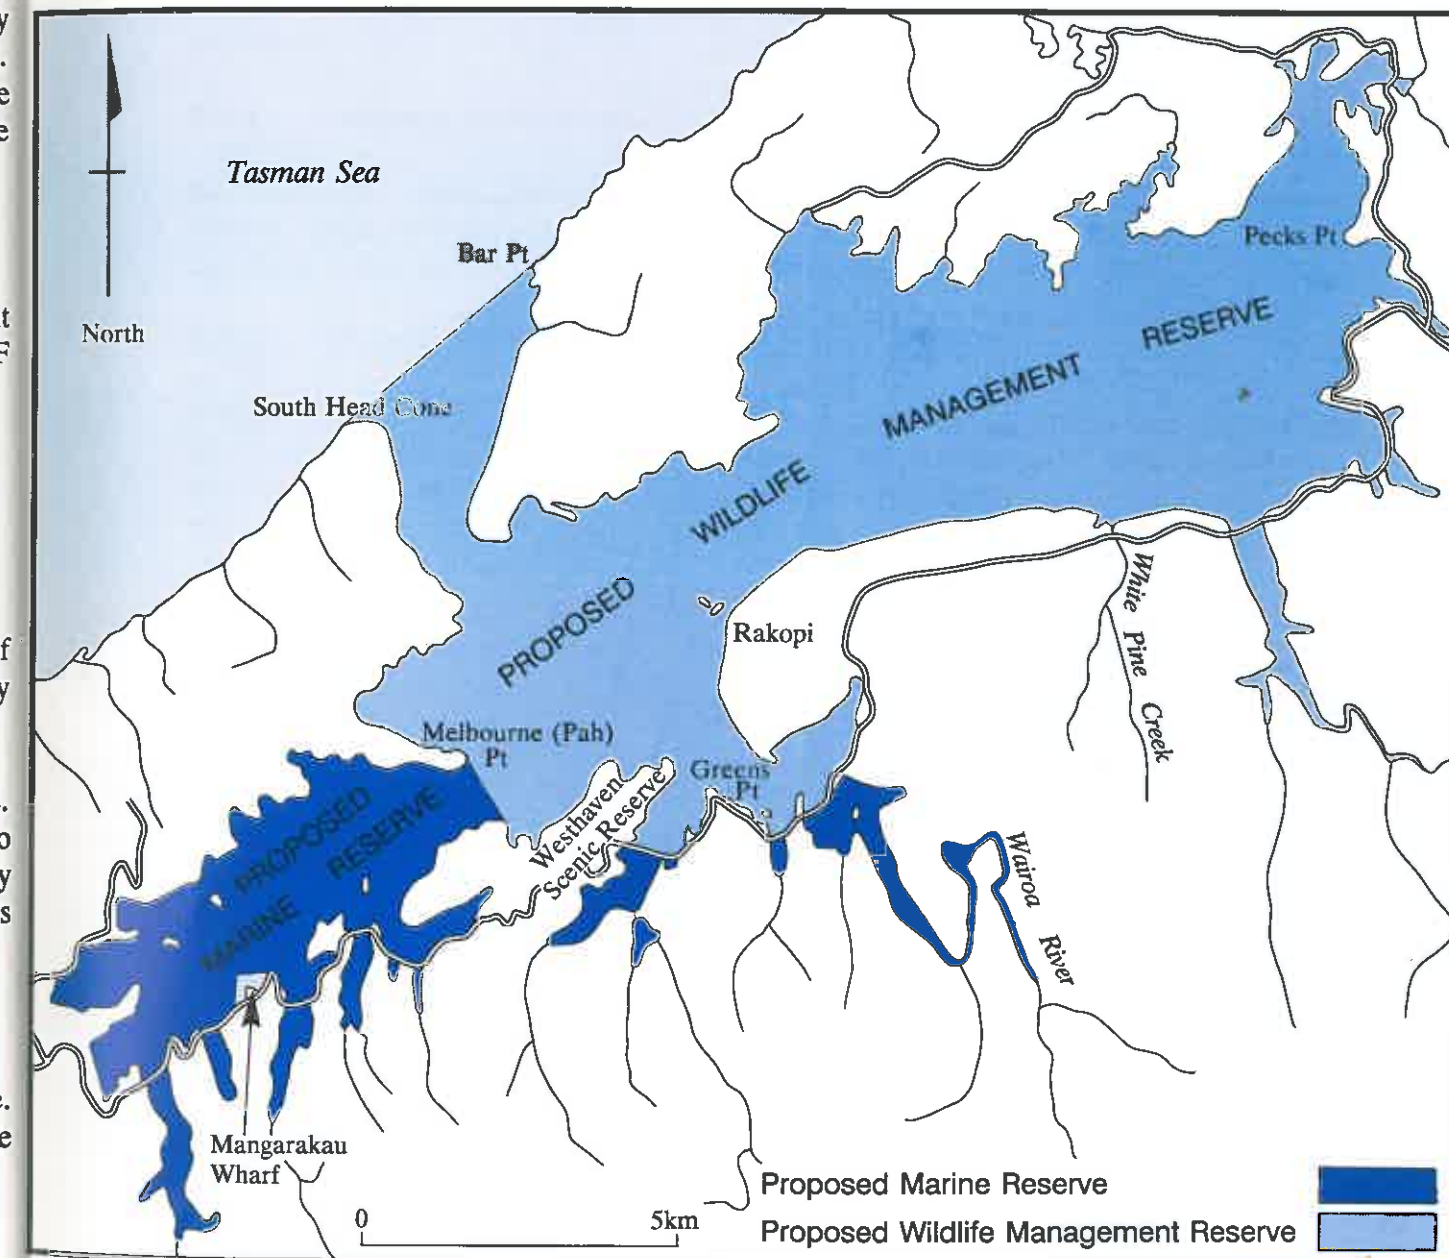 Tasman Sea
Bar Pt
North
South Head Cone
Pecks Pt
PROPOSED WILDLIFE MANAGEMENT RESERVE
Rakopi
White Pine Creek
Melbourne (Pah)
Pt
Greens
Pt
Westhaven
Scenic Reserve
PROPOSED
MARINE RESERVE
Wairoa River
Mangarakau
Wharf
0 5km
Proposed Marine Reserve
Proposed Wildlife Management Reserve